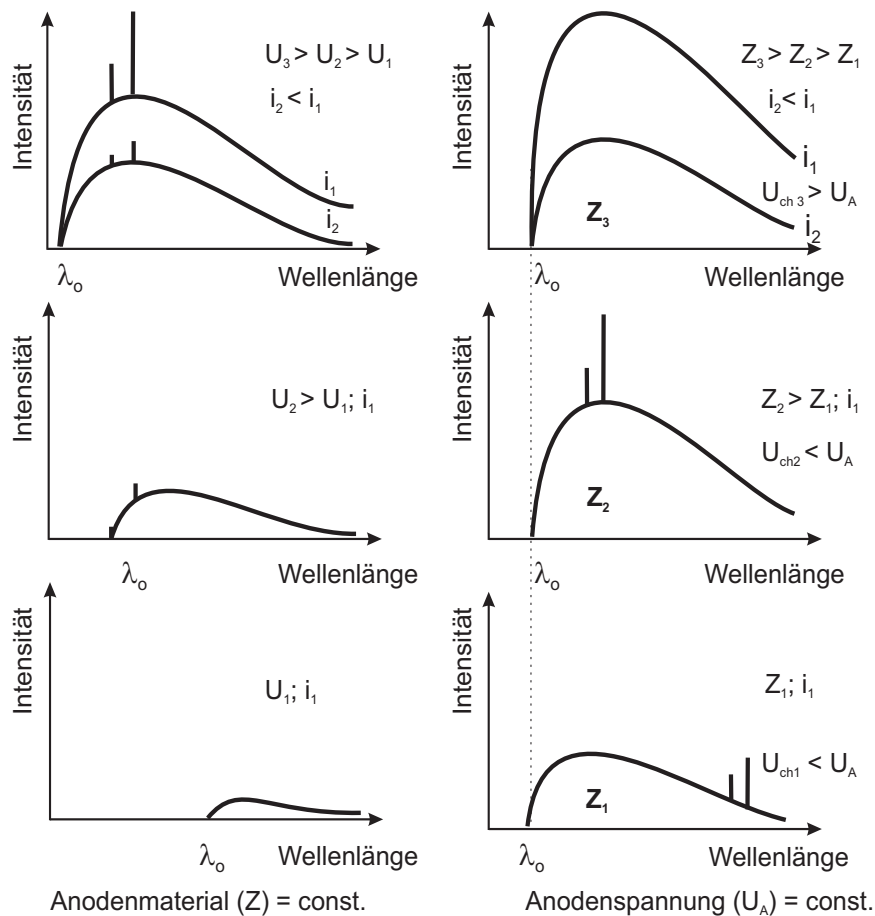 Intensität
U₃ > U₂ > U₁
i₂ < i₁
i₁
i₂
λₒ
Wellenlänge
Intensität
Z₃ > Z₂ > Z₁
i₂ < i₁
i₁
U_ch 3 > U_A
Z₃
i₂
λₒ
Wellenlänge
Intensität
U₂ > U₁; i₁
λₒ
Wellenlänge
Intensität
Z₂ > Z₁; i₁
U_ch2 < U_A
Z₂
λₒ
Wellenlänge
Intensität
U₁; i₁
λₒ
Wellenlänge
Anodenmaterial (Z) = const.
Intensität
Z₁; i₁
U_ch1 < U_A
Z₁
λₒ
Wellenlänge
Anodenspannung (U_A) = const.